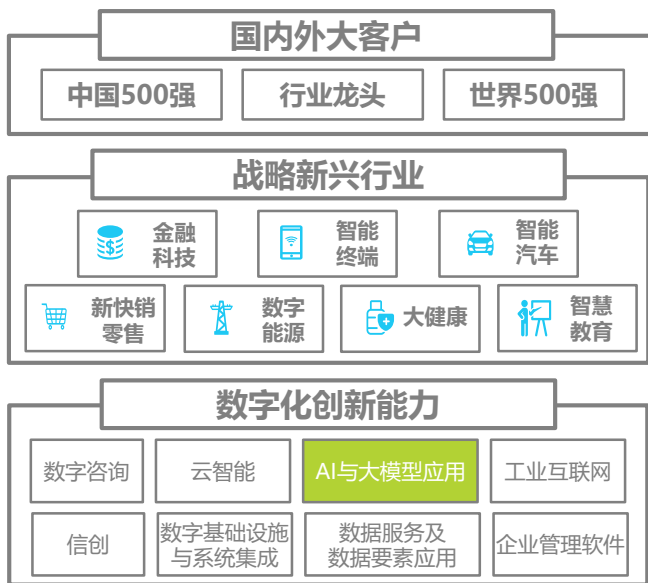 国内外大客户
中国500强
行业龙头
世界500强
战略新兴行业
金融
科技
智能
终端
智能
汽车
新快销
零售
数字
能源
大健康
智慧
教育
数字化创新能力
数字咨询
云智能
AI与大模型应用
工业互联网
信创
数字基础设施
与系统集成
数据服务及
数据要素应用
企业管理软件